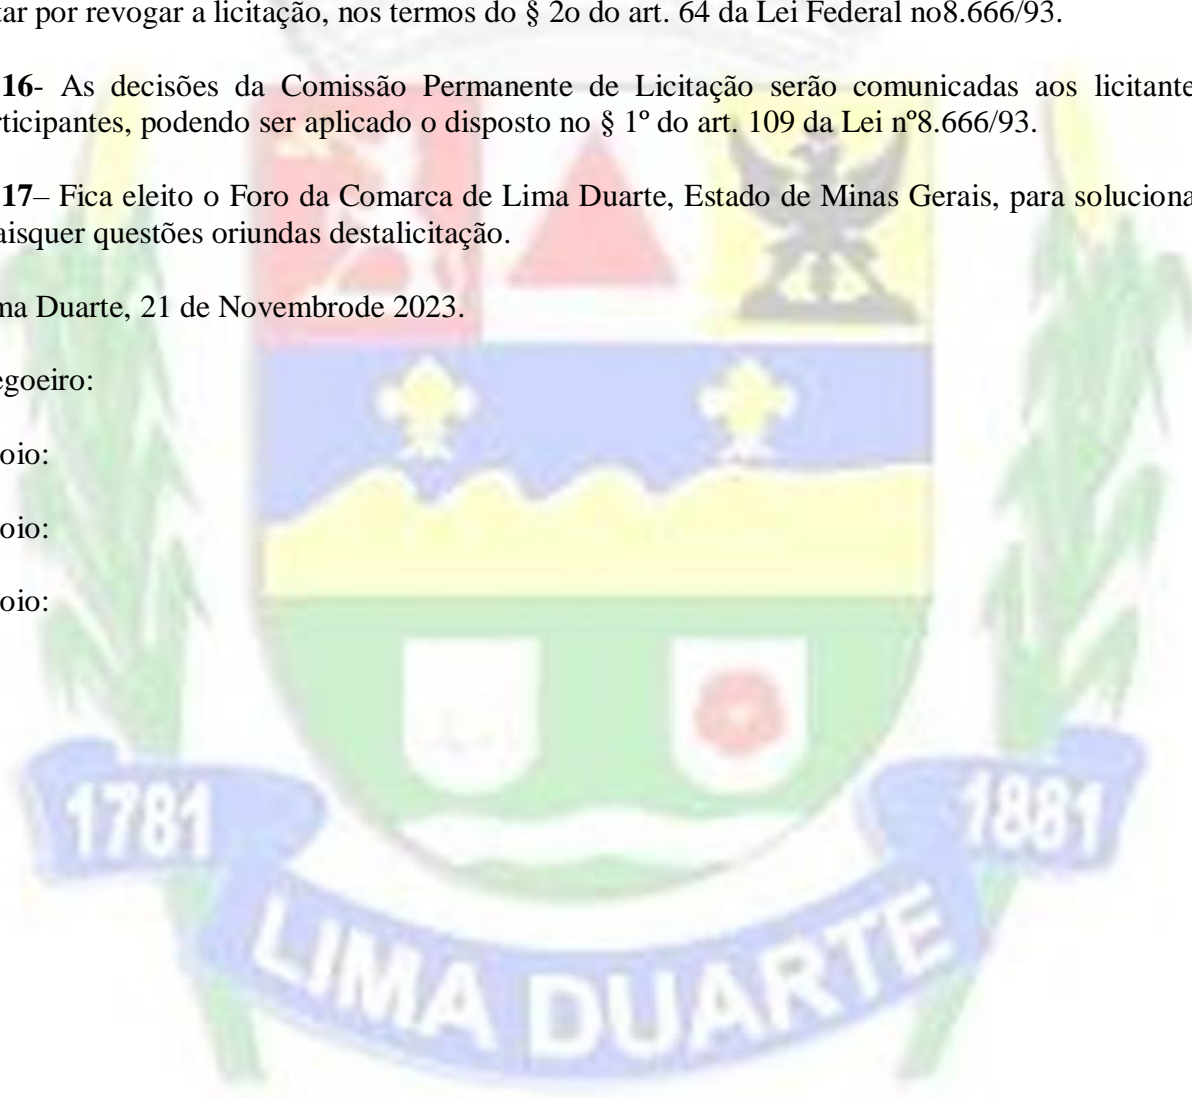 tar por revogar a licitação, nos termos do § 2o do art. 64 da Lei Federal no8.666/93.
16- As decisões da Comissão Permanente de Licitação serão comunicadas aos licitante
rticipantes, podendo ser aplicado o disposto no § 1º do art. 109 da Lei nº8.666/93.
17– Fica eleito o Foro da Comarca de Lima Duarte, Estado de Minas Gerais, para soluciona
aisquer questões oriundas destalicitação.
ma Duarte, 21 de Novembrode 2023.
egoeiro:
oio:
oio:
oio:
1781
1881
LIMA DUARTE